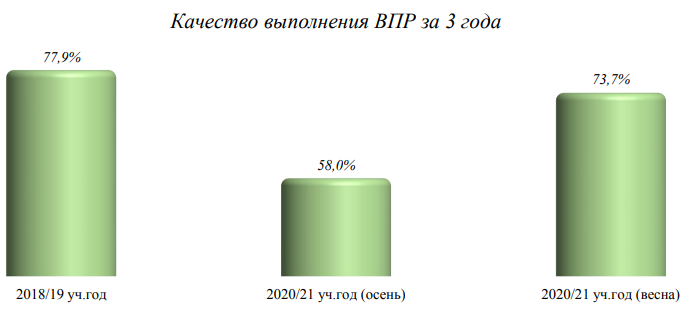 Качество выполнения ВПР за 3 года
77,9%
58,0%
73,7%
2018/19 уч.год
2020/21 уч.год (осень)
2020/21 уч.год (весна)